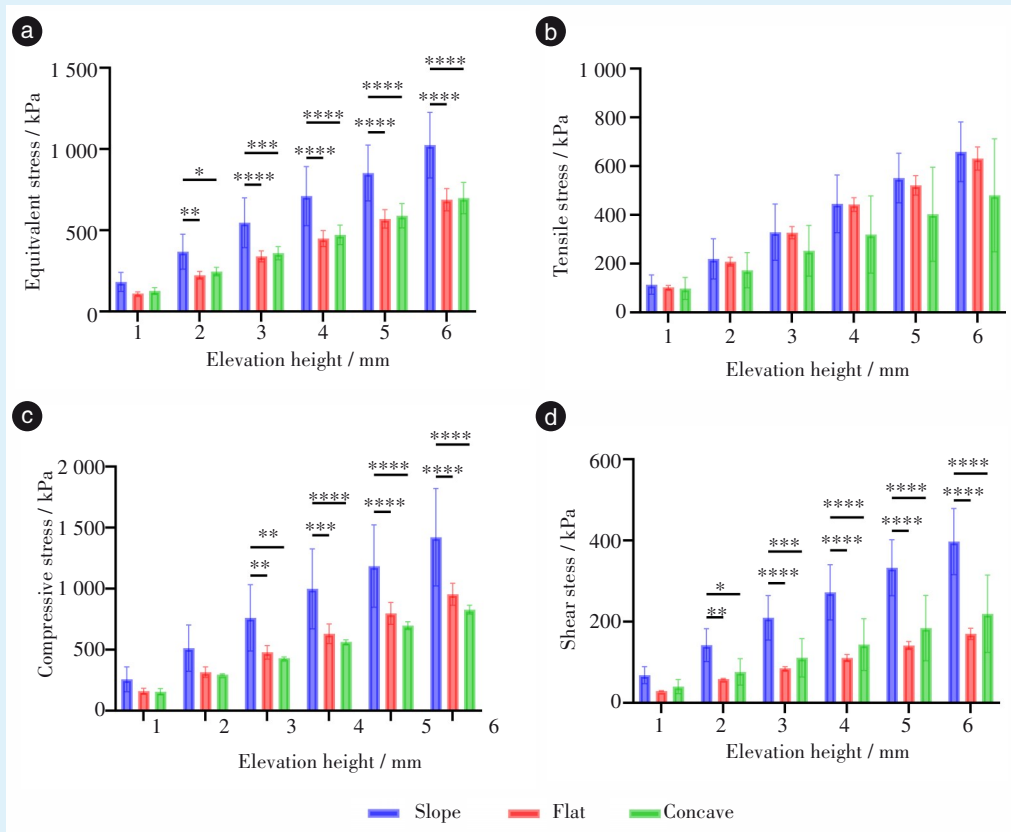 a
Equitvalent stress / kPa
1 500
1 000
500
0
* * * * * * * * * *
** **** **** **** ****
* *** **** **** ****
1 2 3 4 5 6
Elevation height / mm
b
Tensile stress / kPa
1 000
800
600
400
200
0
1 2 3 4 5 6
Elevation height / mm
c
Compressive stress / kPa
2 000
1 500
1 000
500
0
** **** **** ****
** *** **** ****
1 2 3 4 5 6
Elevation height / mm
d
Shear stess / kPa
600
400
200
0
* *** **** **** ****
** **** **** **** ****
1 2 3 4 5 6
Elevation height / mm
Slope Flat Concave